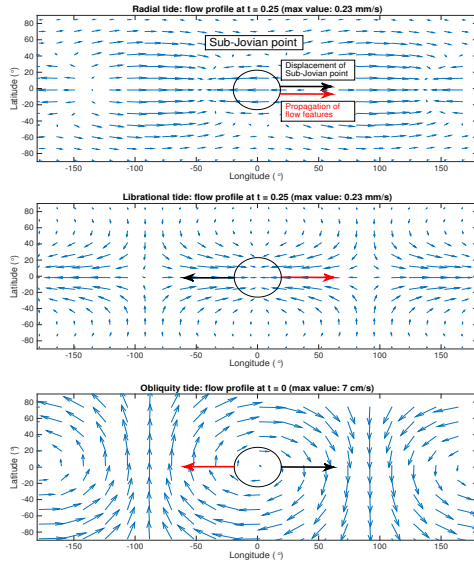 Radial tide: flow profile at t = 0.25 (max value: 0.23 mm/s)
Sub-Jovian point
Displacement of
Sub-Jovian point
Propagation of
flow features
Latitude (°)
80
60
40
20
0
-20
-40
-60
-80
-150 -100 -50 0 50 100 150
Longitude (°)
Librational tide: flow profile at t = 0.25 (max value: 0.23 mm/s)
Latitude (°)
80
60
40
20
0
-20
-40
-60
-80
-150 -100 -50 0 50 100 150
Longitude (°)
Obliquity tide: flow profile at t = 0 (max value: 7 cm/s)
Latitude (°)
80
60
40
20
0
-20
-40
-60
-80
-150 -100 -50 0 50 100 150
Longitude (°)